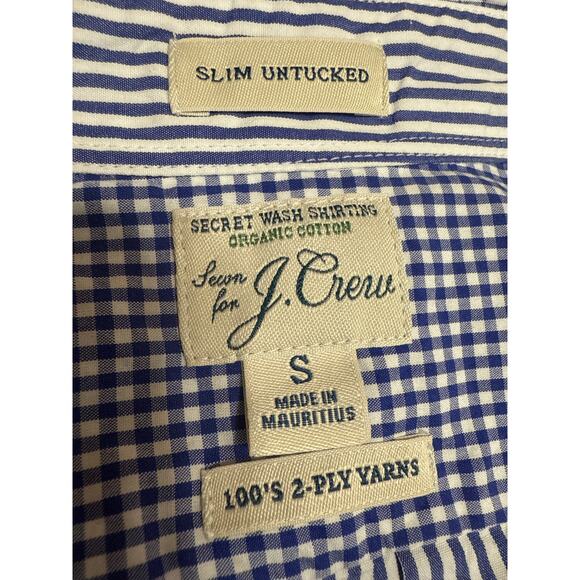 SLIM UNTUCKED
SECRET WASH SHIRTING
ORGANIC COTTON
Sewn for J.Crew
S
MADE IN
MAURITIUS
100'S 2-PLY YARNS